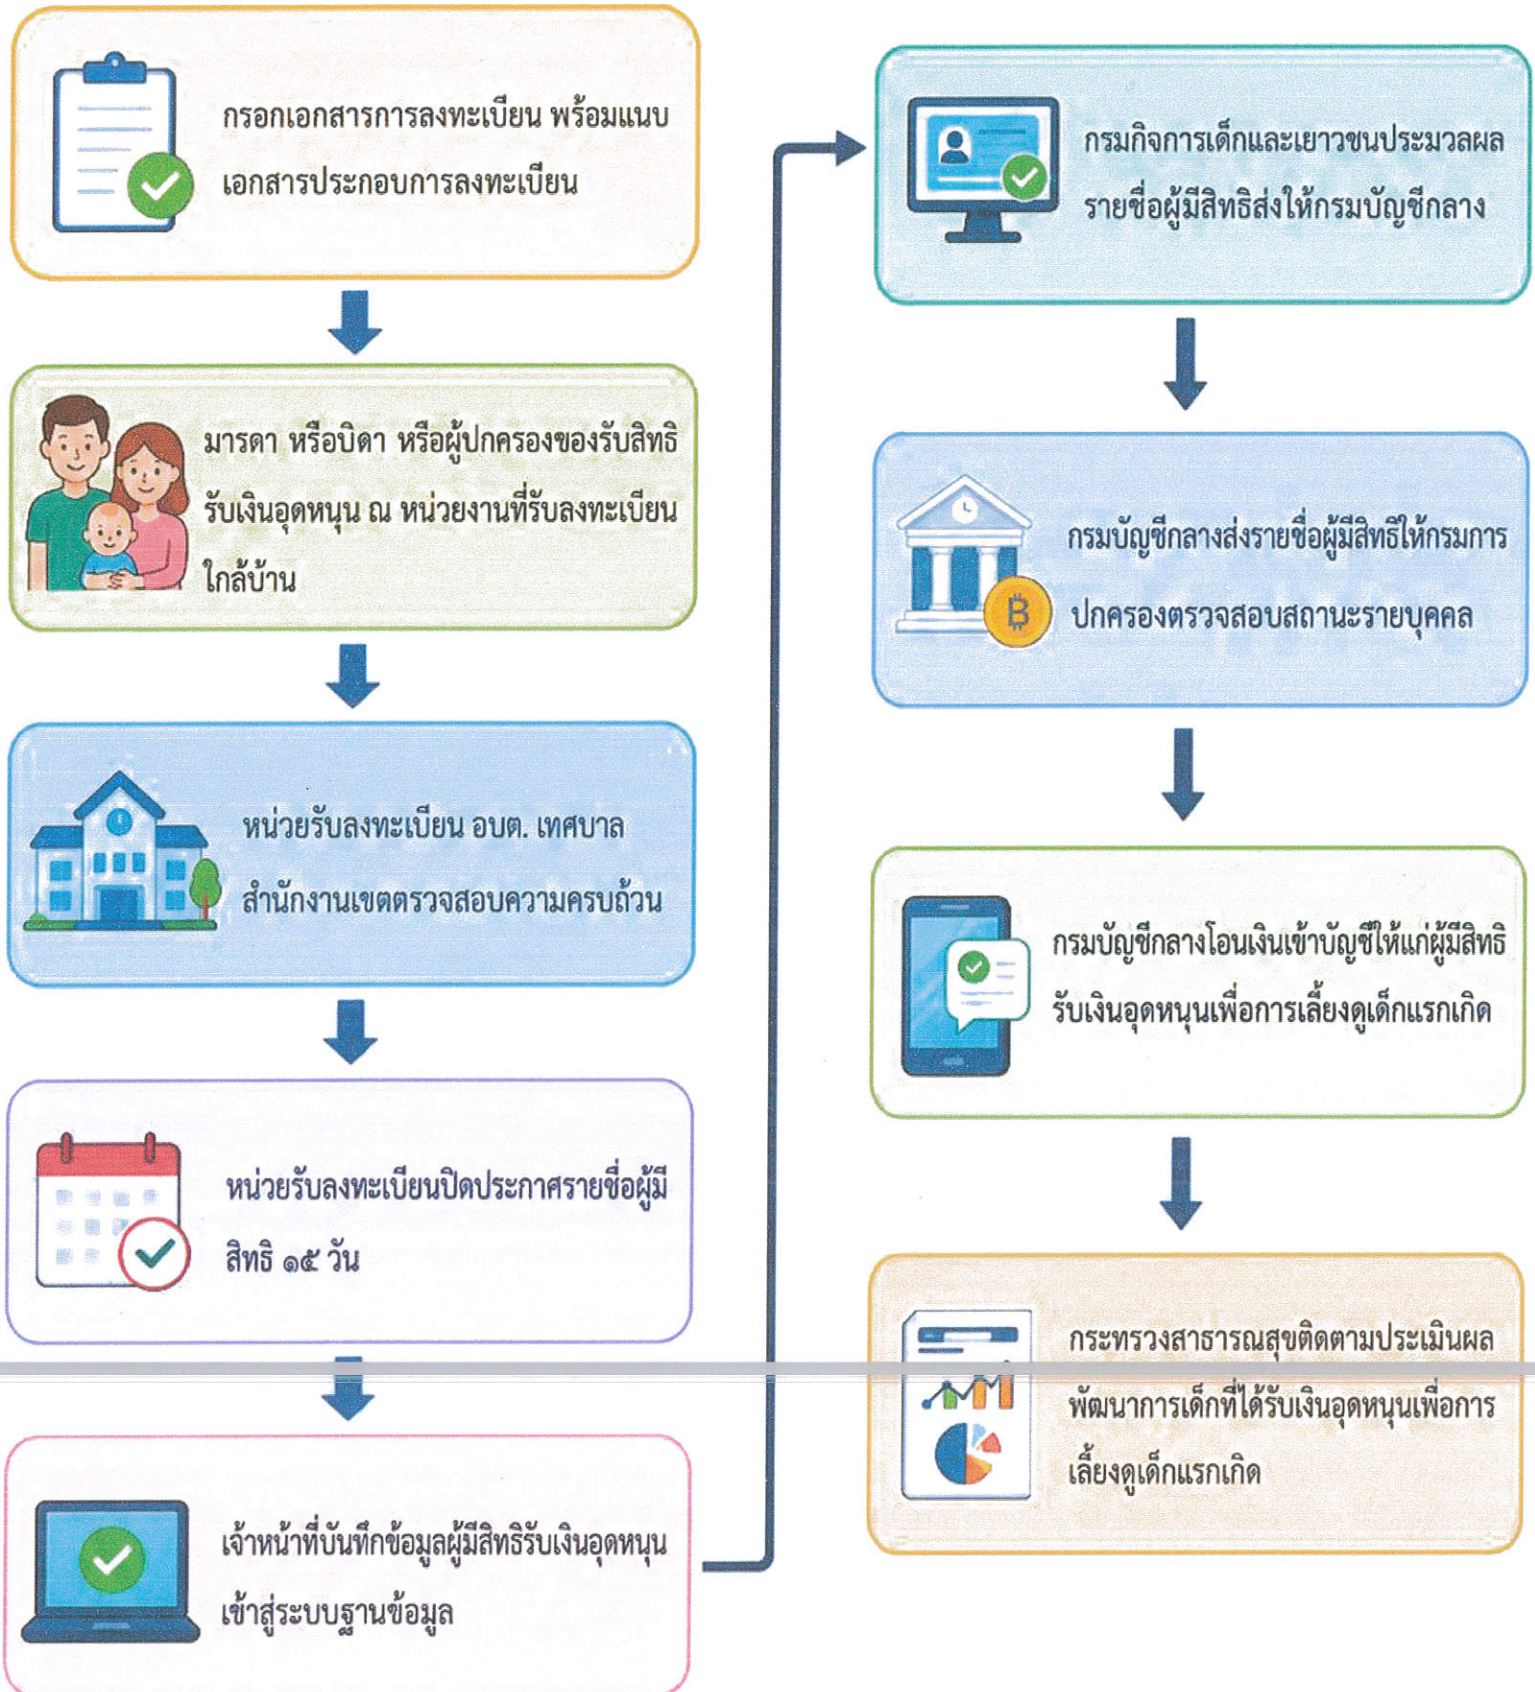 กรอกเอกสารการลงทะเบียน พร้อมแนบ
เอกสารประกอบการลงทะเบียน
มารดา หรือบิดา หรือผู้ปกครองของรับสิทธิ
รับเงินอุดหนุน ณ หน่วยงานที่รับลงทะเบียน
ใกล้บ้าน
หน่วยรับลงทะเบียน อบต. เทศบาล
สำนักงานเขตตรวจสอบความครบถ้วน
หน่วยรับลงทะเบียนปิดประกาศรายชื่อผู้มี
สิทธิ ๑๕ วัน
เจ้าหน้าที่บันทึกข้อมูลผู้มีสิทธิรับเงินอุดหนุน
เข้าสู่ระบบฐานข้อมูล
กรมกิจการเด็กและเยาวชนประมวลผล
รายชื่อผู้มีสิทธิส่งให้กรมบัญชีกลาง
กรมบัญชีกลางส่งรายชื่อผู้มีสิทธิให้กรมการ
ปกครองตรวจสอบสถานะรายบุคคล
กรมบัญชีกลางโอนเงินเข้าบัญชีให้แก่ผู้มีสิทธิ
รับเงินอุดหนุนเพื่อการเลี้ยงดูเด็กแรกเกิด
กระทรวงสาธารณสุขติดตามประเมินผล
พัฒนาการเด็กที่ได้รับเงินอุดหนุนเพื่อการ
เลี้ยงดูเด็กแรกเกิด